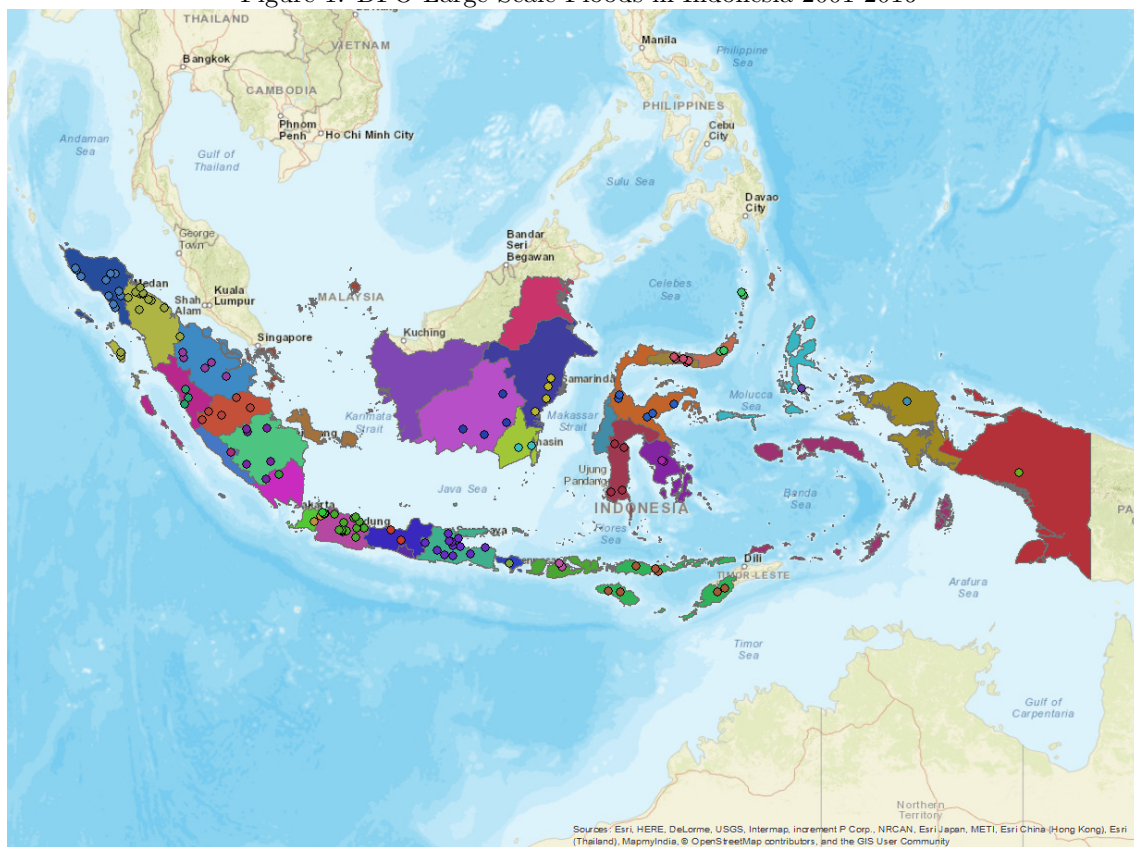 Figure 1: DFO Large Scale Floods in Indonesia 2001-2016
THAILAND
VIETNAM
Manila
Philippine
Sea
Bangkok
CAMBODIA
PHILIPPINES
Phnom
Penh
Ho Chi Minh City
Cebu
City
Andaman
Sea
Gulf of
Thailand
Sulu Sea
Davao
City
George
Town
Bandar
Seri
Begawan
Medan
Kuala
Lumpur
Shah
Alam
MALAYSIA
Celebes
Sea
Kuching
Singapore
Samarinda
Molucca
Sea
Karimata
Strait
Makassar
Strait
Ujung
Pandang
Java Sea
Banda
Sea
INDONESIA
Flores
Sea
Dili
TIMOR-LESTE
Arafura
Sea
Timor
Sea
Gulf of
Carpentaria
Northern
Territory
Sources: Esri, HERE, DeLorme, USGS, Intermap, increment P Corp., NRCAN, Esri Japan, METI, Esri China (Hong Kong), Esri
(Thailand), MapmyIndia, © OpenStreetMap contributors, and the GIS User Community